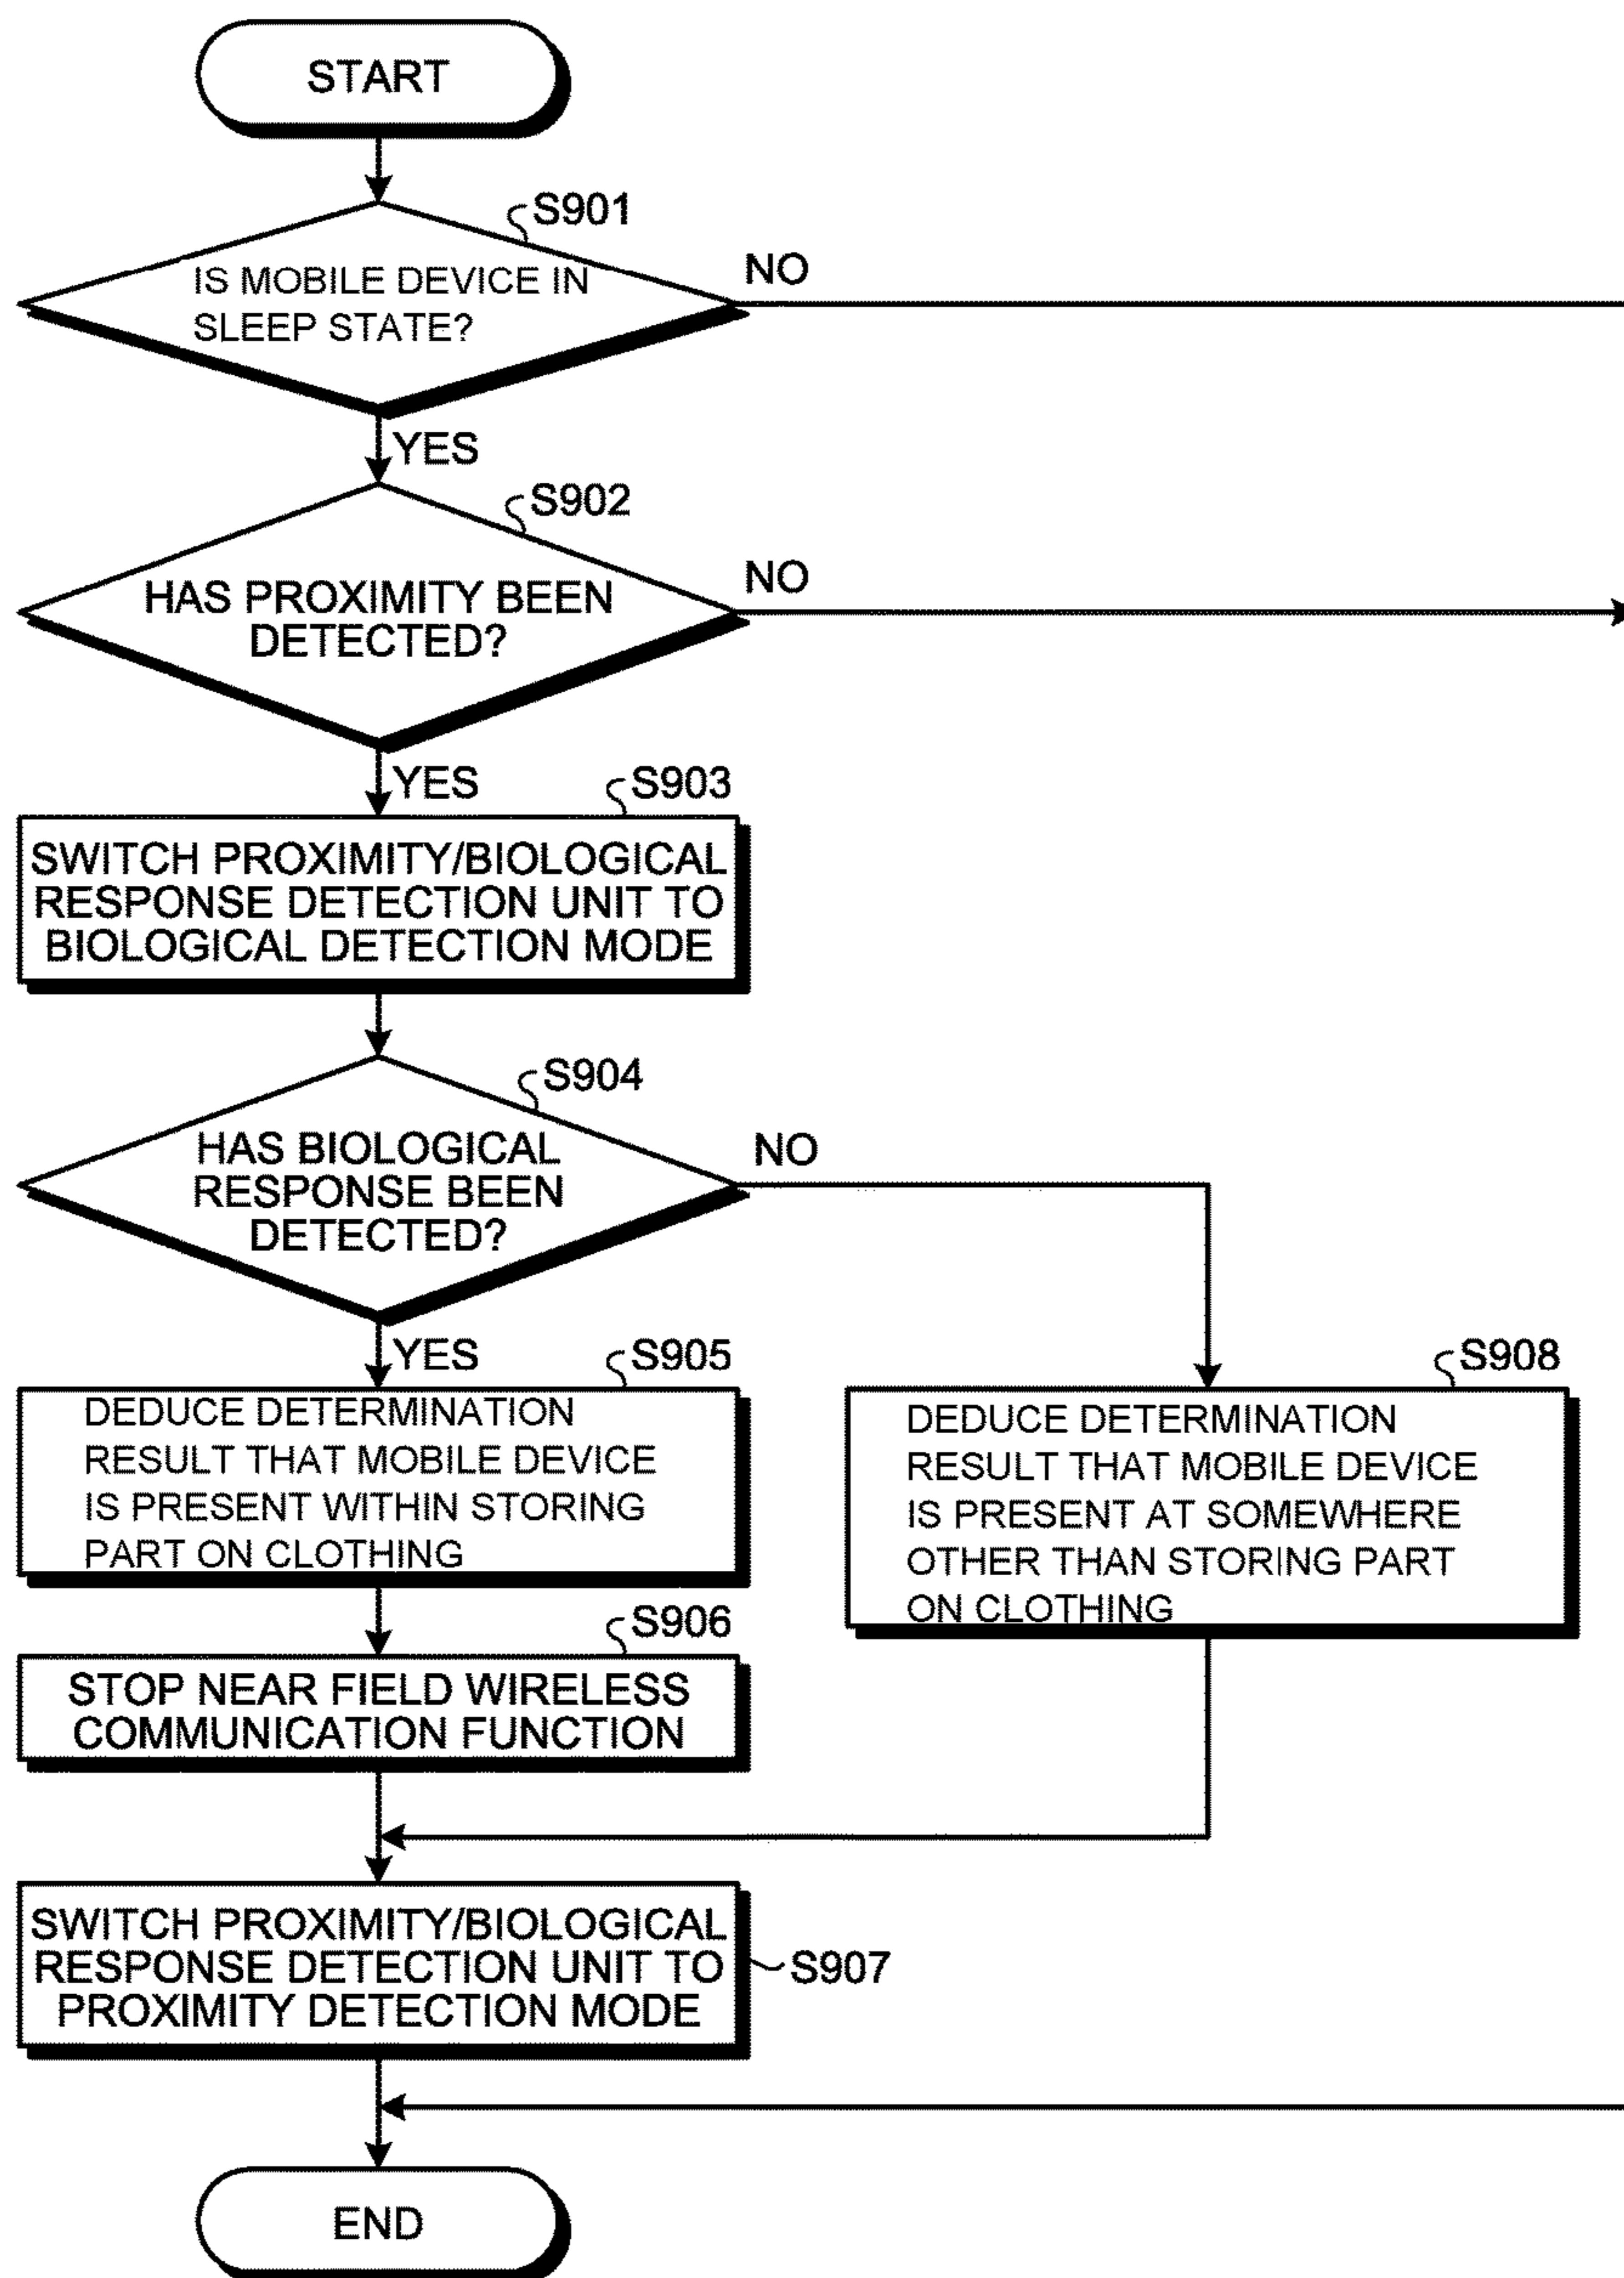 START
S901
IS MOBILE DEVICE IN
SLEEP STATE?
NO
YES
S902
HAS PROXIMITY BEEN
DETECTED?
NO
YES
S903
SWITCH PROXIMITY/BIOLOGICAL
RESPONSE DETECTION UNIT TO
BIOLOGICAL DETECTION MODE
S904
HAS BIOLOGICAL
RESPONSE BEEN
DETECTED?
NO
YES
S905
DEDUCE DETERMINATION
RESULT THAT MOBILE DEVICE
IS PRESENT WITHIN STORING
PART ON CLOTHING
S908
DEDUCE DETERMINATION
RESULT THAT MOBILE DEVICE
IS PRESENT AT SOMEWHERE
OTHER THAN STORING PART
ON CLOTHING
S906
STOP NEAR FIELD WIRELESS
COMMUNICATION FUNCTION
SWITCH PROXIMITY/BIOLOGICAL
RESPONSE DETECTION UNIT TO
PROXIMITY DETECTION MODE
S907
END